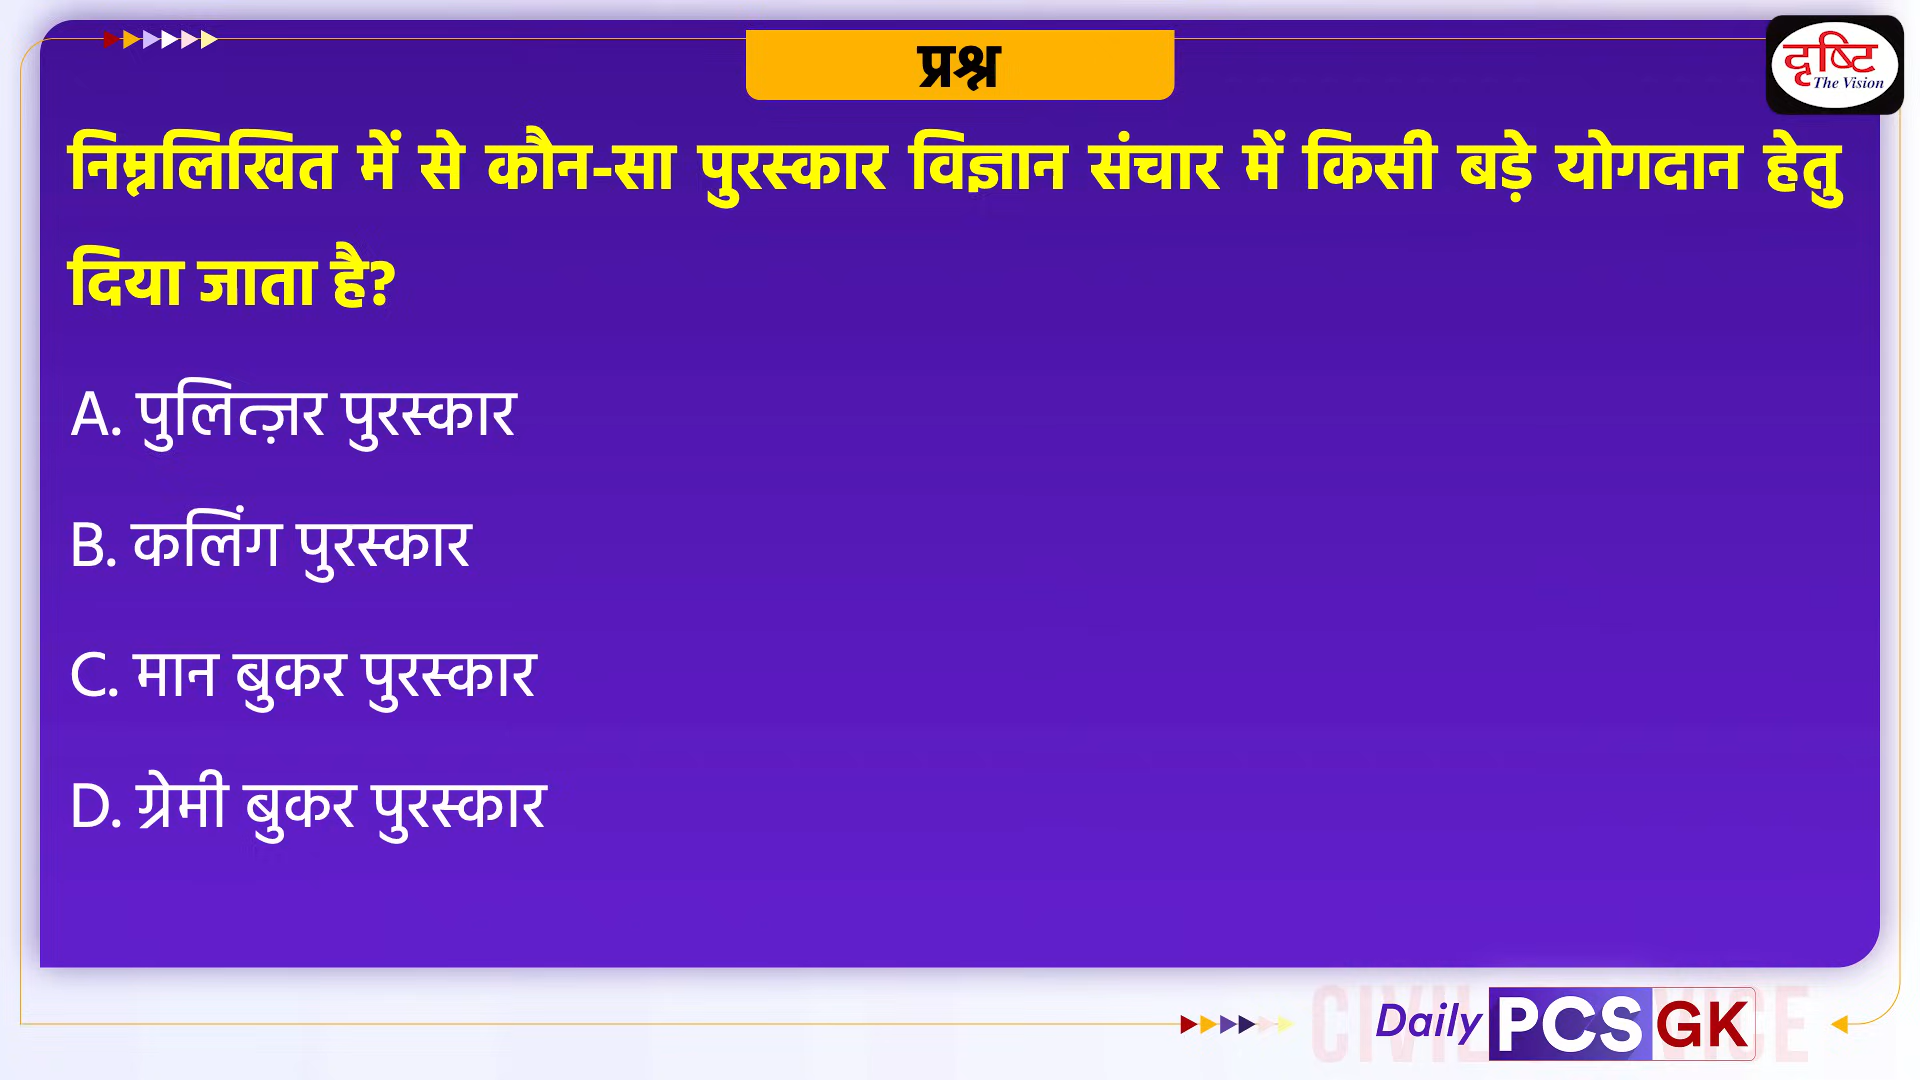 प्रश्न
दृष्टि
The Vision
निम्नलिखित में से कौन-सा पुरस्कार विज्ञान संचार में किसी बड़े योगदान हेतु
दिया जाता है?
A. पुलित्ज़र पुरस्कार
B. कलिंग पुरस्कार
C. मान बुकर पुरस्कार
D. ग्रेमी बुकर पुरस्कार
Daily PCS GK